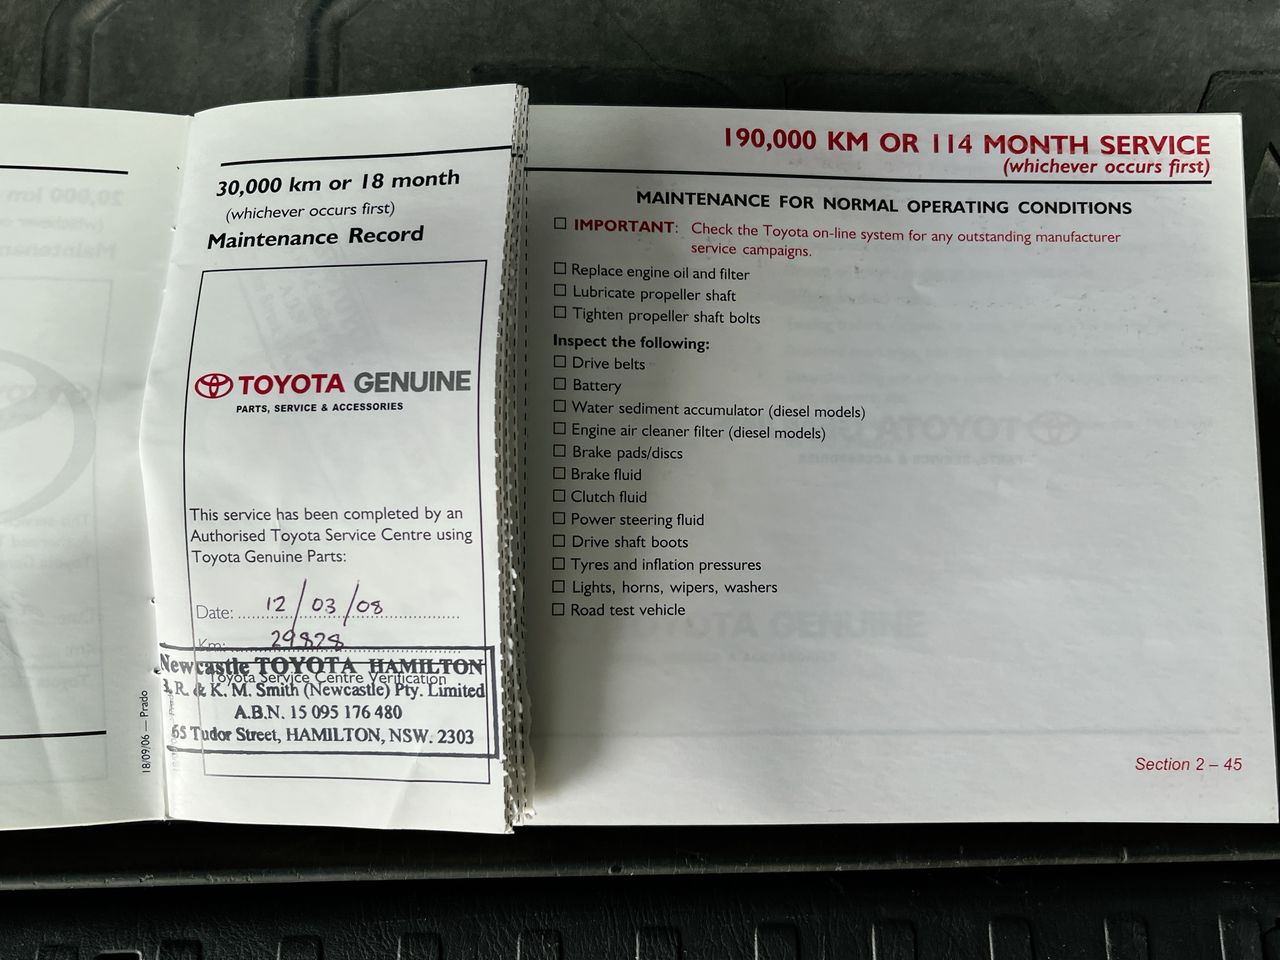 30,000 km or 18 month
(whichever occurs first)
Maintenance Record
TOYOTA GENUINE
PARTS, SERVICE & ACCESSORIES
This service has been completed by an
Authorised Toyota Service Centre using
Toyota Genuine Parts:
Date: 12/03/08
Km: 29828
Toyota Service Centre Verification
Newcastle TOYOTA HAMILTON
R. & K. M. Smith (Newcastle) Pty. Limited
A.B.N. 15 095 176 480
65 Tudor Street, HAMILTON, NSW. 2303
18/09/06 — Prado
190,000 KM OR 114 MONTH SERVICE
(whichever occurs first)
MAINTENANCE FOR NORMAL OPERATING CONDITIONS
☐ IMPORTANT: Check the Toyota on-line system for any outstanding manufacturer
service campaigns.
☐ Replace engine oil and filter
☐ Lubricate propeller shaft
☐ Tighten propeller shaft bolts
Inspect the following:
☐ Drive belts
☐ Battery
☐ Water sediment accumulator (diesel models)
☐ Engine air cleaner filter (diesel models)
☐ Brake pads/discs
☐ Brake fluid
☐ Clutch fluid
☐ Power steering fluid
☐ Drive shaft boots
☐ Tyres and inflation pressures
☐ Lights, horns, wipers, washers
☐ Road test vehicle
Section 2 – 45